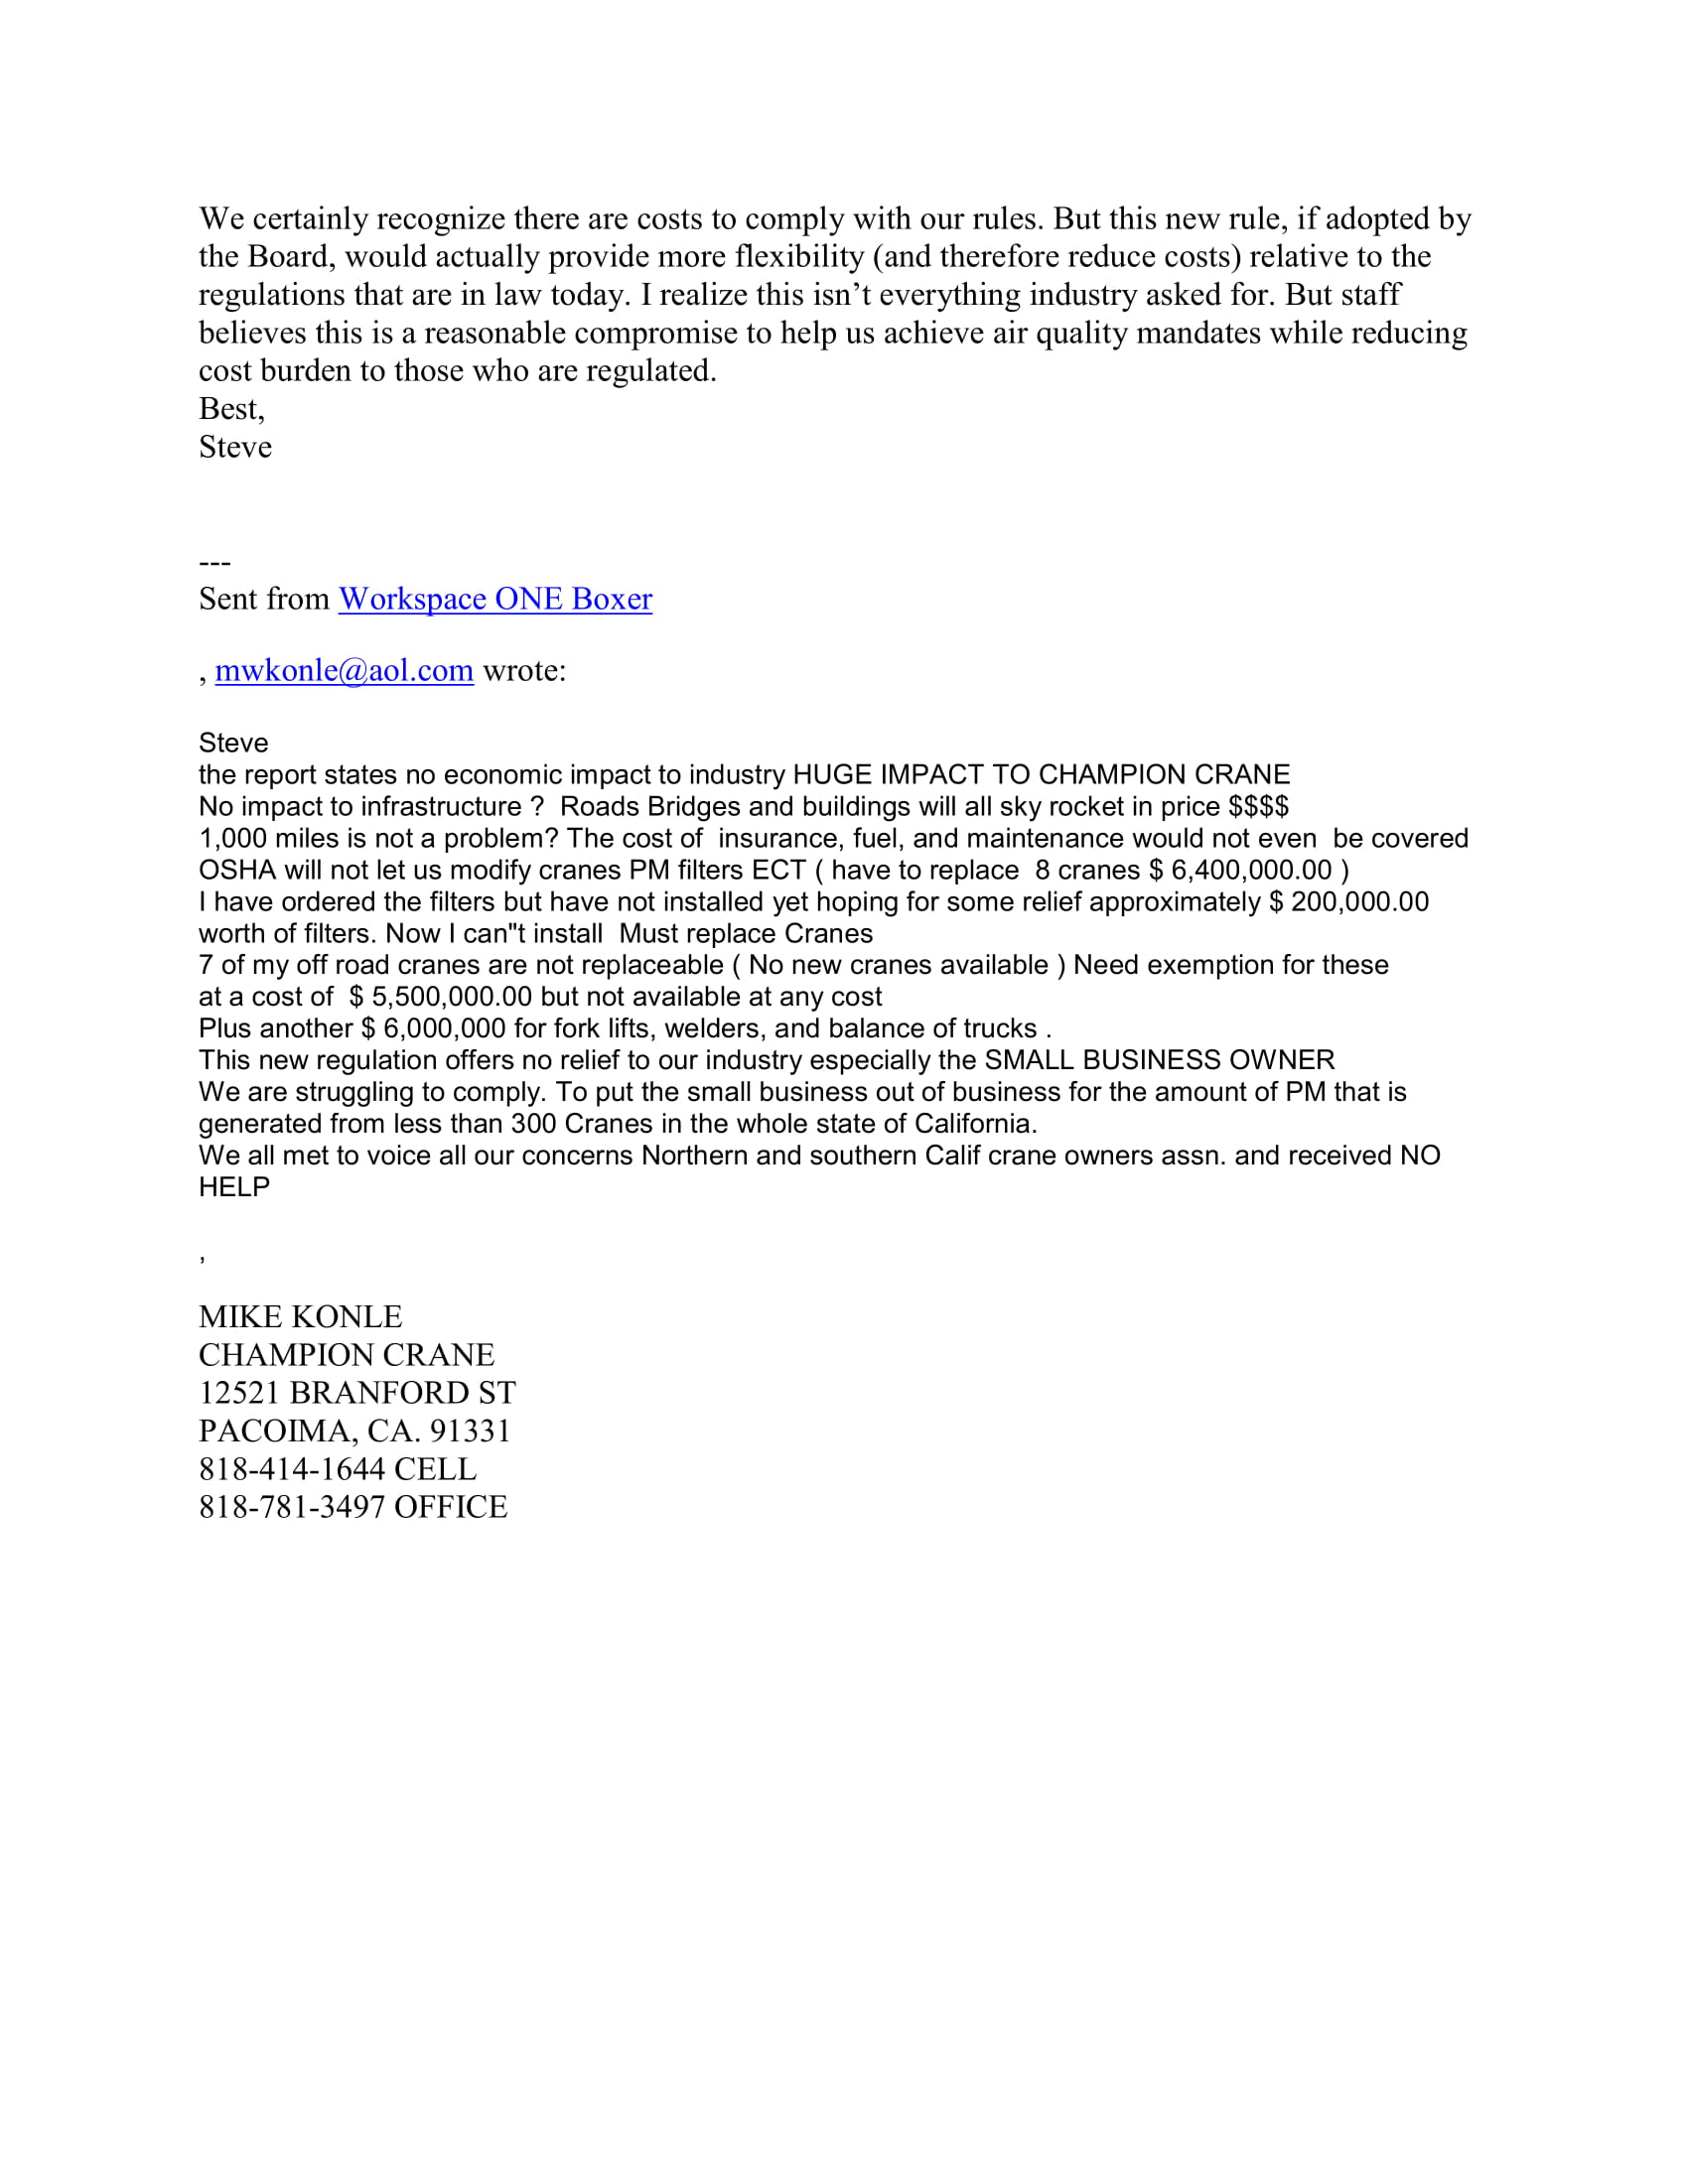 We certainly recognize there are costs to comply with our rules. But this new rule, if adopted by
the Board, would actually provide more flexibility (and therefore reduce costs) relative to the
regulations that are in law today. I realize this isn’t everything industry asked for. But staff
believes this is a reasonable compromise to help us achieve air quality mandates while reducing
cost burden to those who are regulated.
Best,
Steve
---
Sent from Workspace ONE Boxer
, mwkonle@aol.com wrote:
Steve
the report states no economic impact to industry HUGE IMPACT TO CHAMPION CRANE
No impact to infrastructure ?  Roads Bridges and buildings will all sky rocket in price $$$$
1,000 miles is not a problem? The cost of  insurance, fuel, and maintenance would not even  be covered
OSHA will not let us modify cranes PM filters ECT ( have to replace  8 cranes $ 6,400,000.00 )
I have ordered the filters but have not installed yet hoping for some relief approximately $ 200,000.00
worth of filters. Now I can"t install  Must replace Cranes
7 of my off road cranes are not replaceable ( No new cranes available ) Need exemption for these
at a cost of  $ 5,500,000.00 but not available at any cost
Plus another $ 6,000,000 for fork lifts, welders, and balance of trucks .
This new regulation offers no relief to our industry especially the SMALL BUSINESS OWNER
We are struggling to comply. To put the small business out of business for the amount of PM that is
generated from less than 300 Cranes in the whole state of California.
We all met to voice all our concerns Northern and southern Calif crane owners assn. and received NO
HELP
,
MIKE KONLE
CHAMPION CRANE
12521 BRANFORD ST
PACOIMA, CA. 91331
818-414-1644 CELL
818-781-3497 OFFICE